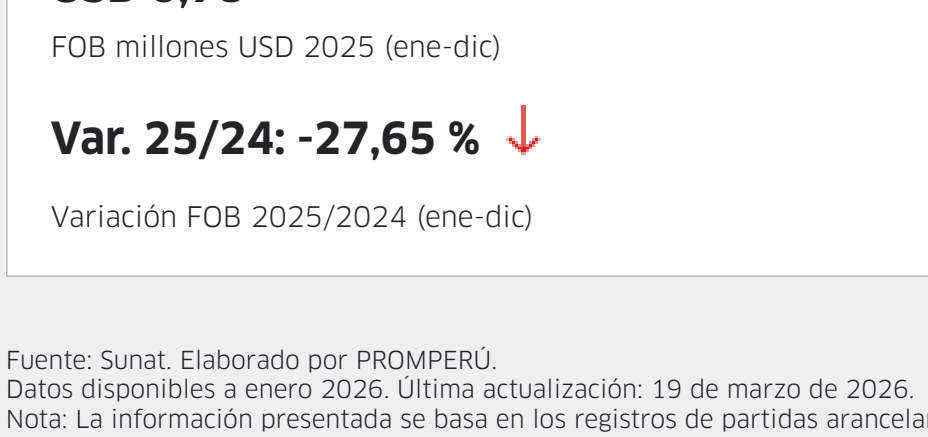 FOB millones USD 2025 (ene-dic)
Var. 25/24: -27,65 %
Variación FOB 2025/2024 (ene-dic)
Fuente: Sunat. Elaborado por PROMPERÚ.
Datos disponibles a enero 2026. Última actualización: 19 de marzo de 2026.
Nota: La información presentada se basa en los registros de partidas